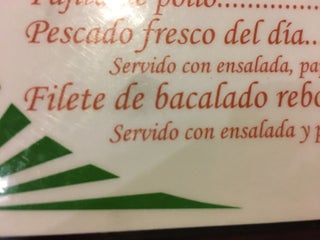 de pollo..................
Pescado fresco del día...
Servido con ensalada,
Filete de bacalado
Servido con ensalada y